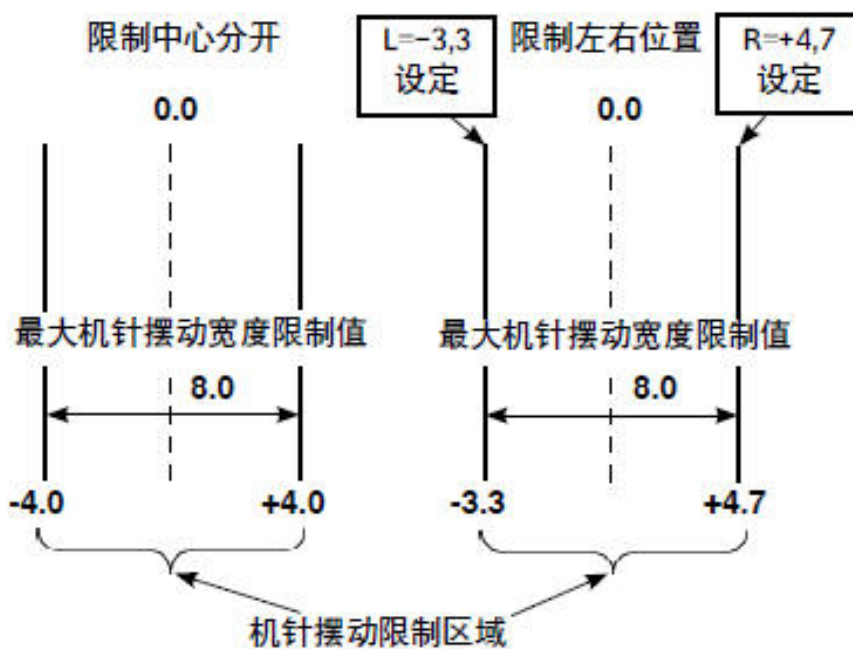 限制中心分开
0.0
最大机针摆动宽度限制值
8.0
-4.0
+4.0
L=−3,3
设定
限制左右位置
R=+4,7
设定
0.0
最大机针摆动宽度限制值
8.0
-3.3
+4.7
机针摆动限制区域